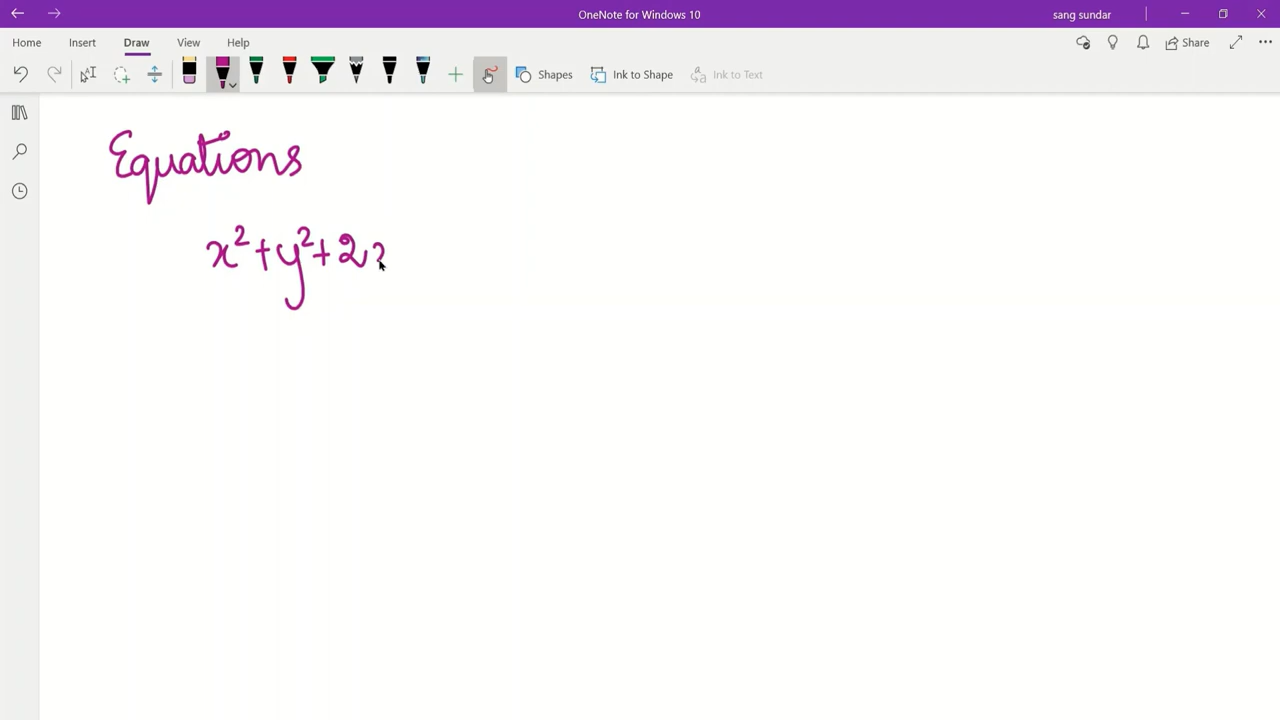 OneNote for Windows 10
sang sundar
Home Insert Draw View Help
Share
Shapes Ink to Shape Ink to Text
Equations
x²+y²+2